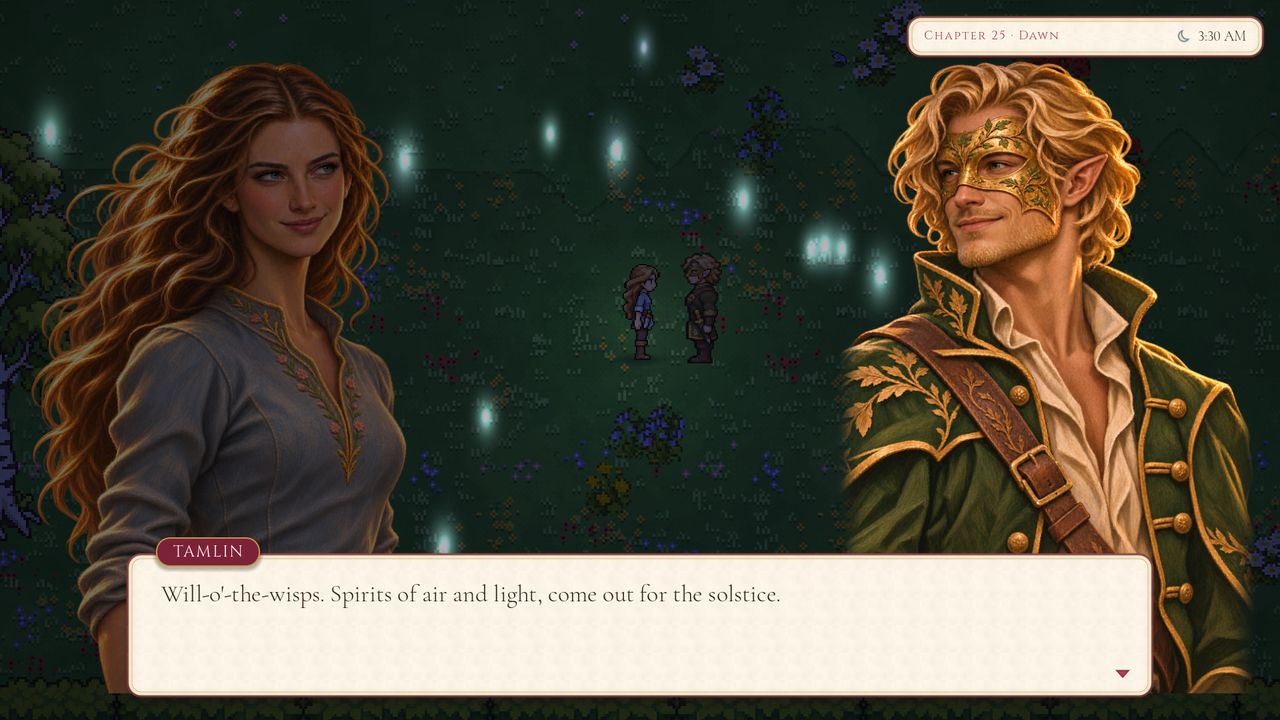 Chapter 25 · Dawn
3:30 AM
TAMLIN
Will-o'-the-wisps. Spirits of air and light, come out for the solstice.